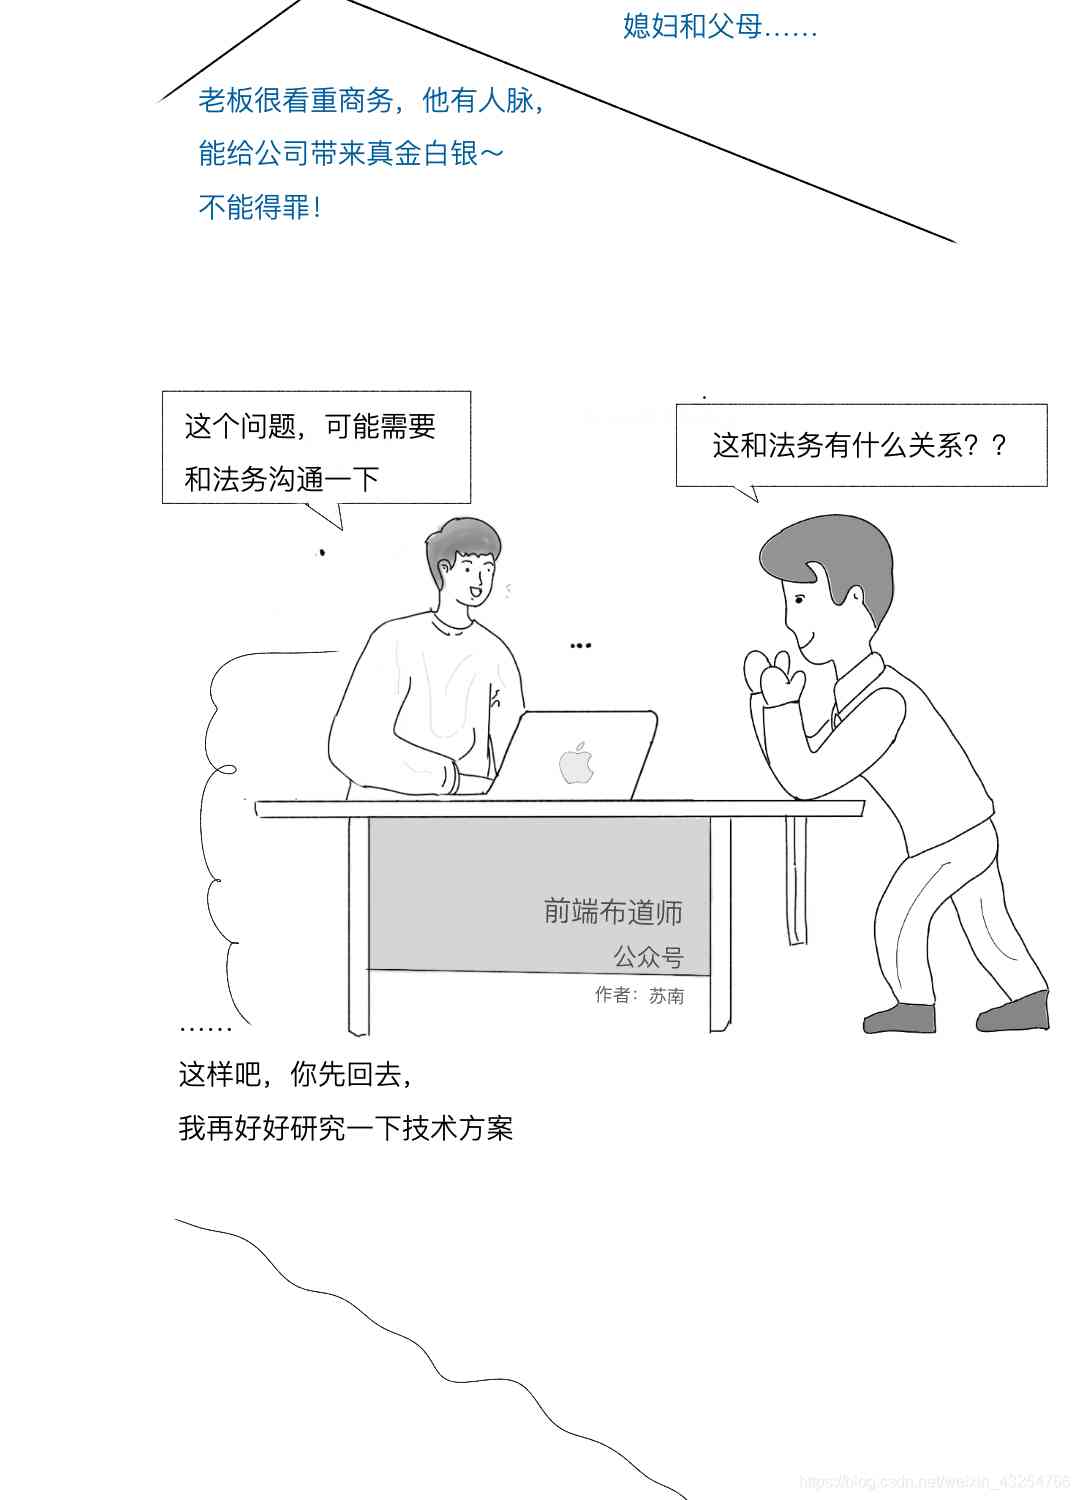 媳妇和父母……
老板很看重商务，他有人脉，
能给公司带来真金白银～
不能得罪！
这个问题，可能需要
和法务沟通一下
这和法务有什么关系？？
前端布道师
公众号
作者：苏南
……
这样吧，你先回去，
我再好好研究一下技术方案
https://blog.csdn.net/weixin_43254766